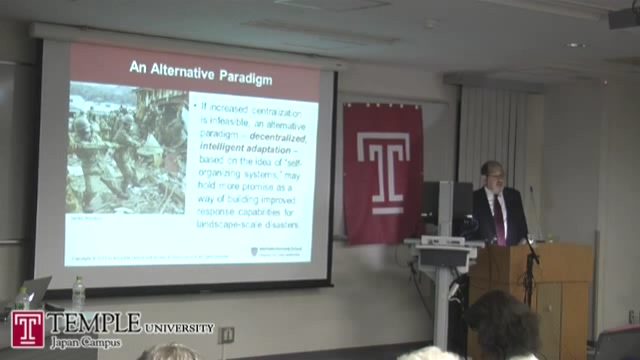 An Alternative Paradigm
• If increased centralization
is infeasible, an alternative
paradigm – decentralized,
intelligent adaptation –
based on the idea of "self-
organizing systems," may
hold more promise as a
way of building improved
response capabilities for
landscape-scale disasters.
T
T TEMPLE UNIVERSITY
Japan Campus